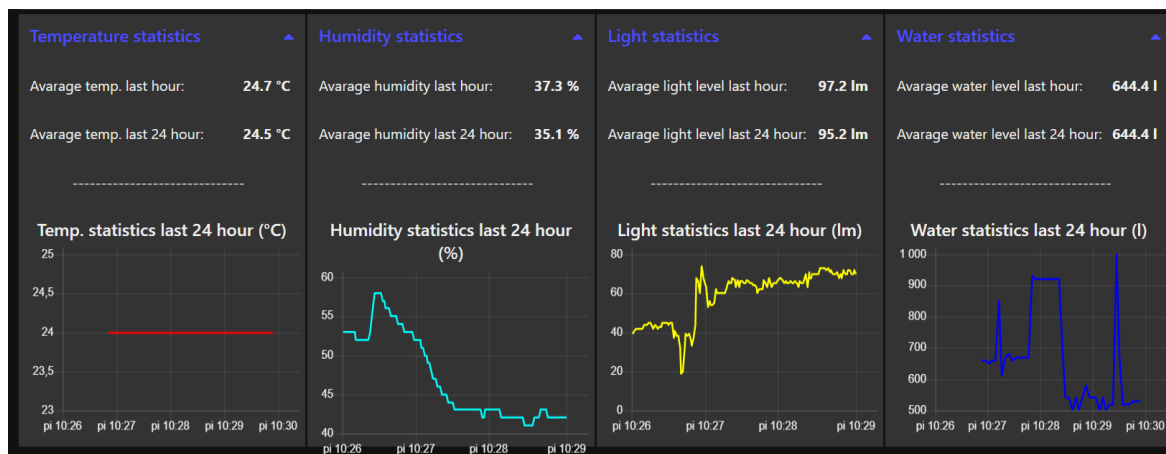 Temperature statistics
Avarage temp. last hour: 24.7 °C
Avarage temp. last 24 hour: 24.5 °C
------------------------------
Temp. statistics last 24 hour (°C)
25
24,5
24
23,5
23
pi 10:26 pi 10:27 pi 10:28 pi 10:29 pi 10:30
Humidity statistics
Avarage humidity last hour: 37.3 %
Avarage humidity last 24 hour: 35.1 %
------------------------------
Humidity statistics last 24 hour
(%)
60
55
50
45
40
pi 10:26 pi 10:27 pi 10:28 pi 10:29
Light statistics
Avarage light level last hour: 97.2 lm
Avarage light level last 24 hour: 95.2 lm
------------------------------
Light statistics last 24 hour (lm)
80
60
40
20
0
pi 10:26 pi 10:27 pi 10:28 pi 10:29
Water statistics
Avarage water level last hour: 644.4 l
Avarage water level last 24 hour: 644.4 l
------------------------------
Water statistics last 24 hour (l)
1 000
900
800
700
600
500
pi 10:26 pi 10:27 pi 10:28 pi 10:29 pi 10:30